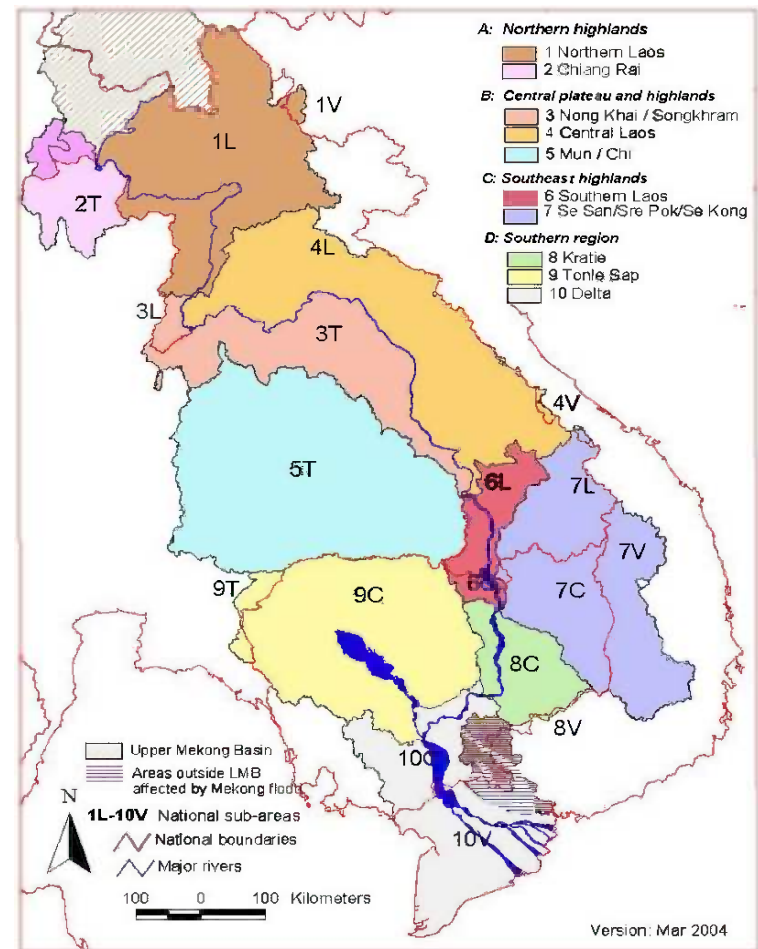 A: Northern highlands
1 Northern Laos
2 Chiang Rai
B: Central plateau and highlands
3 Nong Khai / Songkhram
4 Central Laos
5 Mun / Chi
C: Southeast highlands
6 Southern Laos
7 Se San/Sre Pok/Se Kong
D: Southern region
8 Kratie
9 Tonle Sap
10 Delta
1V
1L
2T
4L
3L
3T
4V
5T
6L
7L
7V
9T
9C
7C
8C
8V
10C
10V
Upper Mekong Basin
Areas outside LMB
affected by Mekong flood
N
1L-10V National sub-areas
National boundaries
Major rivers
100 0 100 Kilometers
Version: Mar 2004